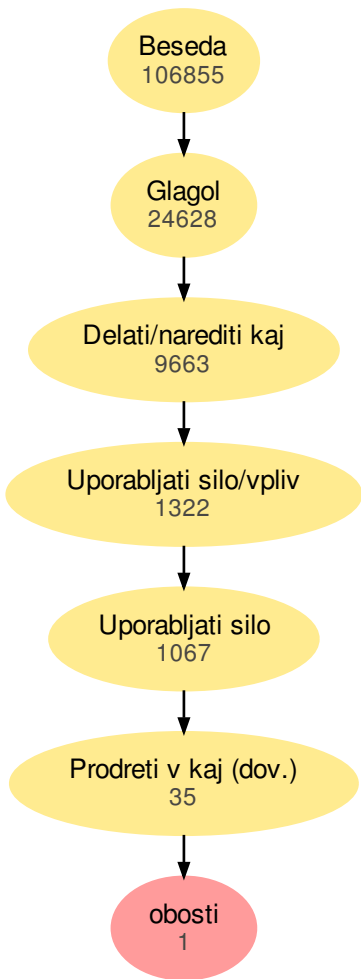 Beseda
106855
Glagol
24628
Delati/narediti kaj
9663
Uporabljati silo/vpliv
1322
Uporabljati silo
1067
Prodreti v kaj (dov.)
35
obosti
1